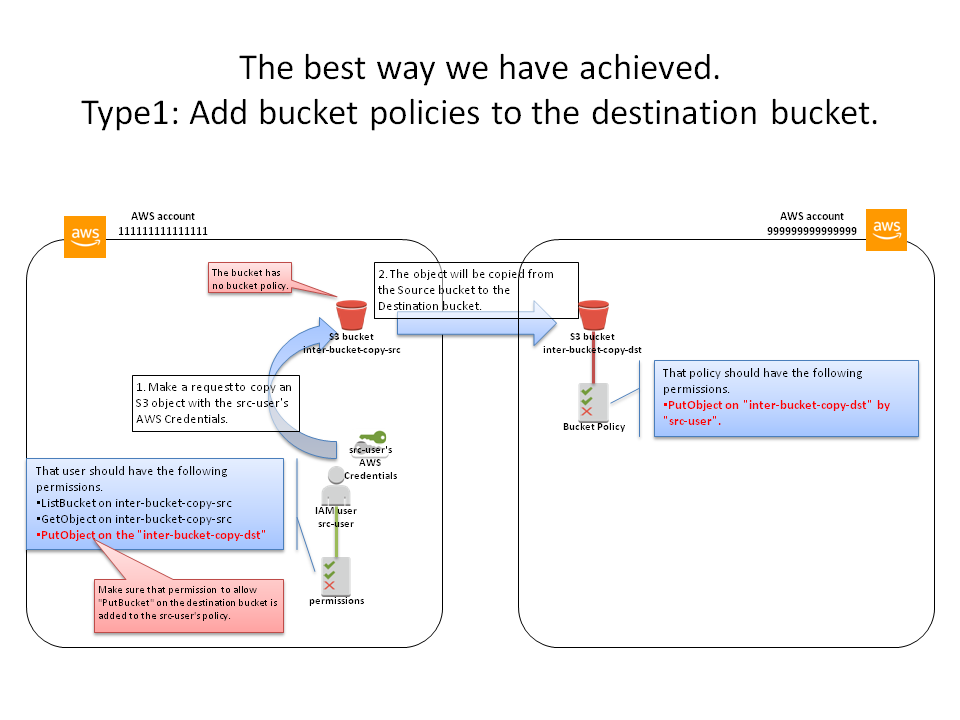 The best way we have achieved.
Type1: Add bucket policies to the destination bucket.
aws
AWS account
111111111111111
AWS account
999999999999999
aws
The bucket has
no bucket policy.
2. The object will be copied from
the Source bucket to the
Destination bucket.
S3 bucket
inter-bucket-copy-src
S3 bucket
inter-bucket-copy-dst
1. Make a request to copy an
S3 object with the src-user's
AWS Credentials.
That policy should have the following
permissions.
•PutObject on "inter-bucket-copy-dst" by
"src-user".
Bucket Policy
src-user's
AWS
Credentials
That user should have the following
permissions.
•ListBucket on inter-bucket-copy-src
•GetObject on inter-bucket-copy-src
•PutObject on the "inter-bucket-copy-dst"
IAM user
src-user
Make sure that permission to allow
"PutBucket" on the destination bucket is
added to the src-user's policy.
permissions